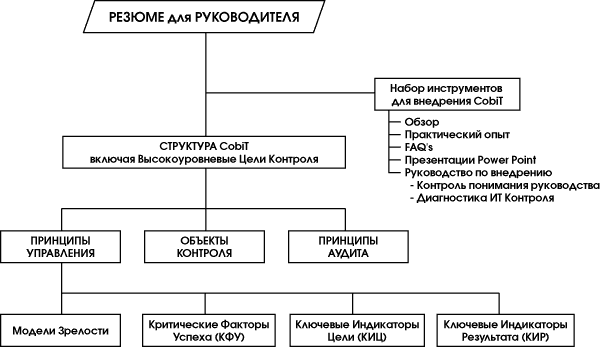 РЕЗЮМЕ для РУКОВОДИТЕЛЯ
Набор инструментов
для внедрения CobiT
Обзор
Практический опыт
FAQ's
Презентации Power Point
Руководство по внедрению
- Контроль понимания руководства
- Диагностика ИТ Контроля
СТРУКТУРА CobiT
включая Высокоуровневые Цели Контроля
ПРИНЦИПЫ
УПРАВЛЕНИЯ
ОБЪЕКТЫ
КОНТРОЛЯ
ПРИНЦИПЫ
АУДИТА
Модели Зрелости
Критические Факторы
Успеха (КФУ)
Ключевые Индикаторы
Цели (КИЦ)
Ключевые Индикаторы
Результата (КИР)